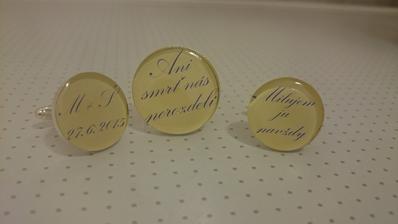 M & S
27.6.2015
Ani
smrť nás
nerozdelí
Milujem
ju
navždy